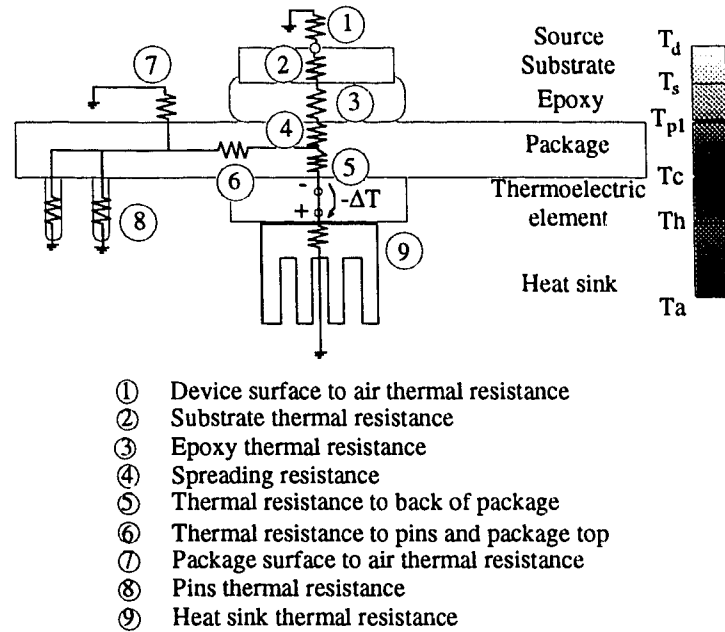 ①
Source
T_d
②
Substrate
⑦
T_s
③
Epoxy
④
T_p1
Package
⑤
⑥
Tc
-
Thermoelectric
-ΔT
element
+
Th
⑧
⑨
Heat sink
Ta
① Device surface to air thermal resistance
② Substrate thermal resistance
③ Epoxy thermal resistance
④ Spreading resistance
⑤ Thermal resistance to back of package
⑥ Thermal resistance to pins and package top
⑦ Package surface to air thermal resistance
⑧ Pins thermal resistance
⑨ Heat sink thermal resistance